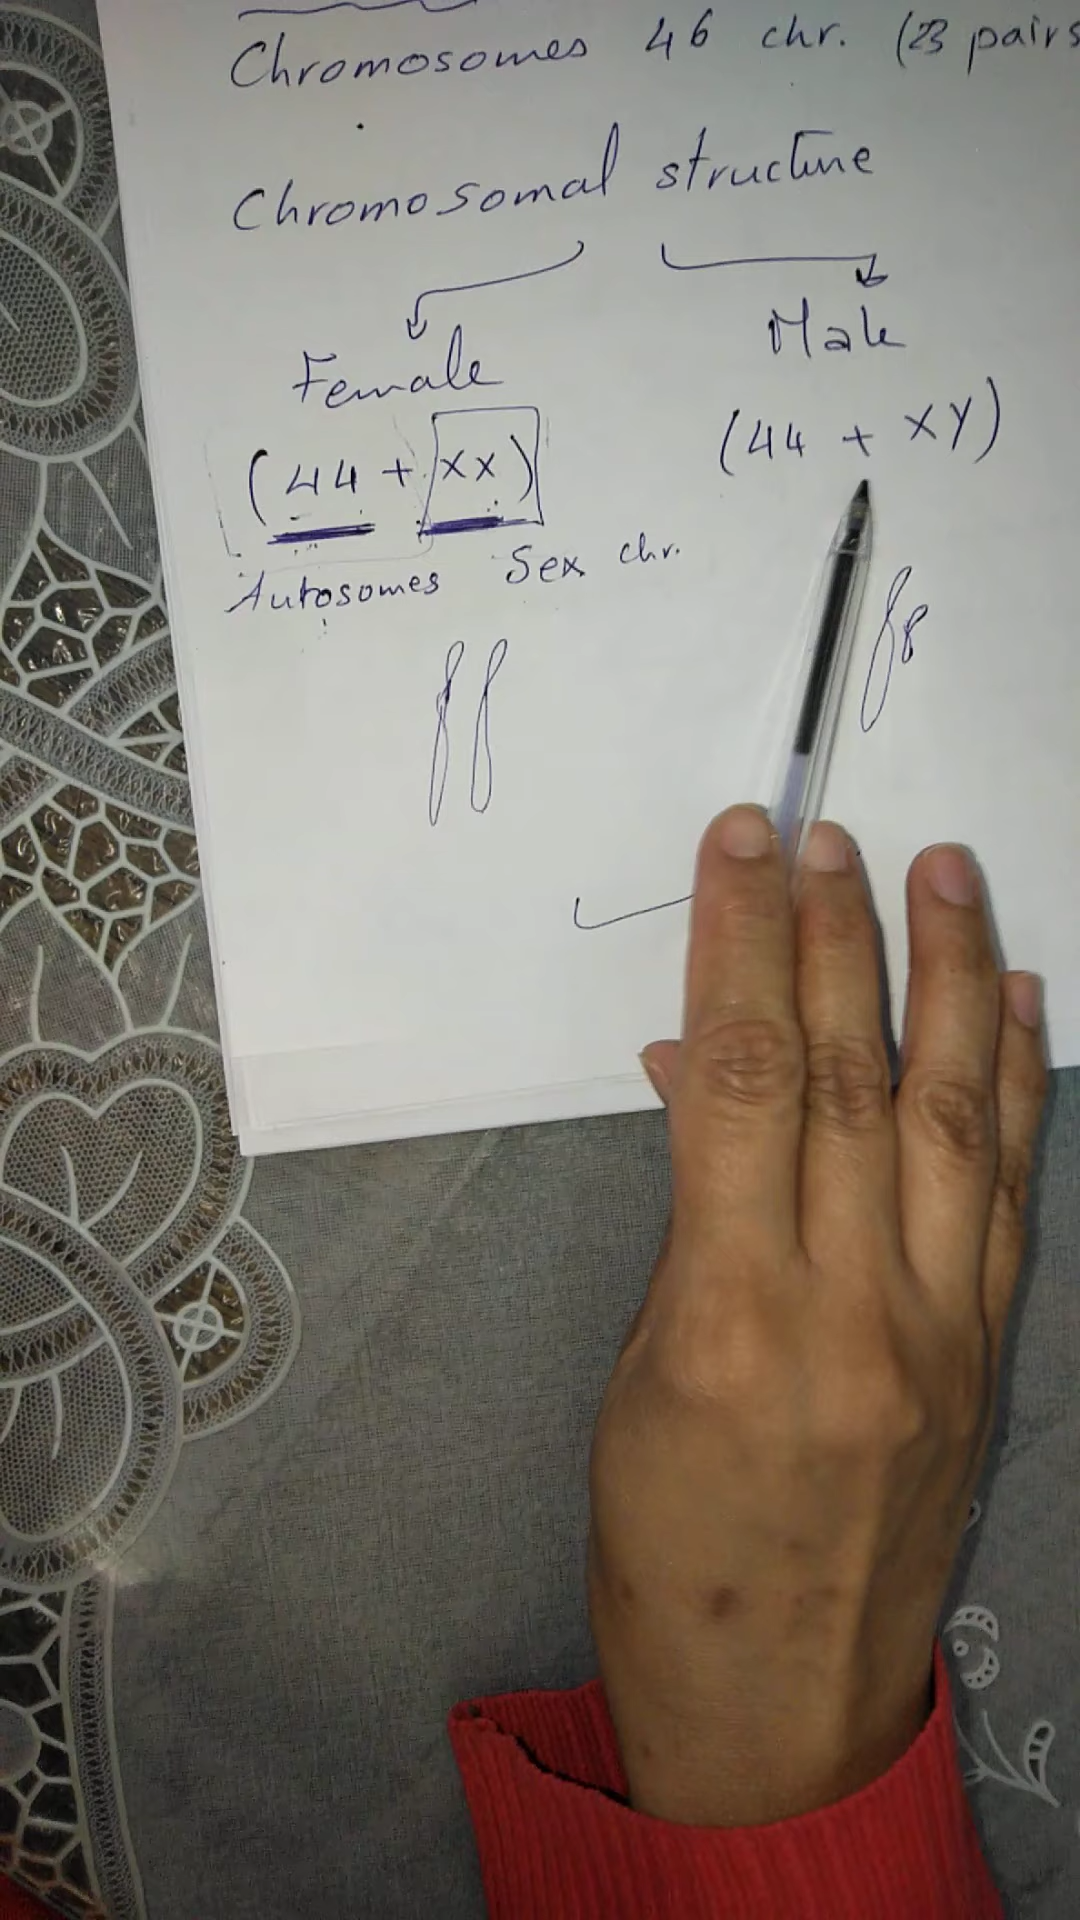 Chromosomes 46 chr. (23 pairs
Chromosomal structure
Female
Male
(44 + xx)
(44 + xy)
Autosomes Sex chr.